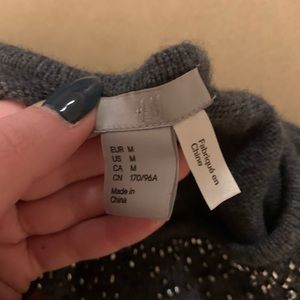 H&M
EUR M
US M
CA M
CN 170/96A
Made in
China
Fabriqué en
Chine